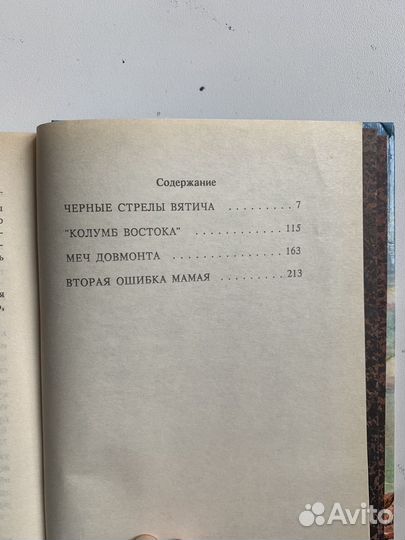 Содержание
ЧЕРНЫЕ СТРЕЛЫ ВЯТИЧА . . . . . . . . . 7
"КОЛУМБ ВОСТОКА" . . . . . . . . . . . . 115
МЕЧ ДОВМОНТА . . . . . . . . . . . . . . . 163
ВТОРАЯ ОШИБКА МАМАЯ . . . . . . . . 213
Avito